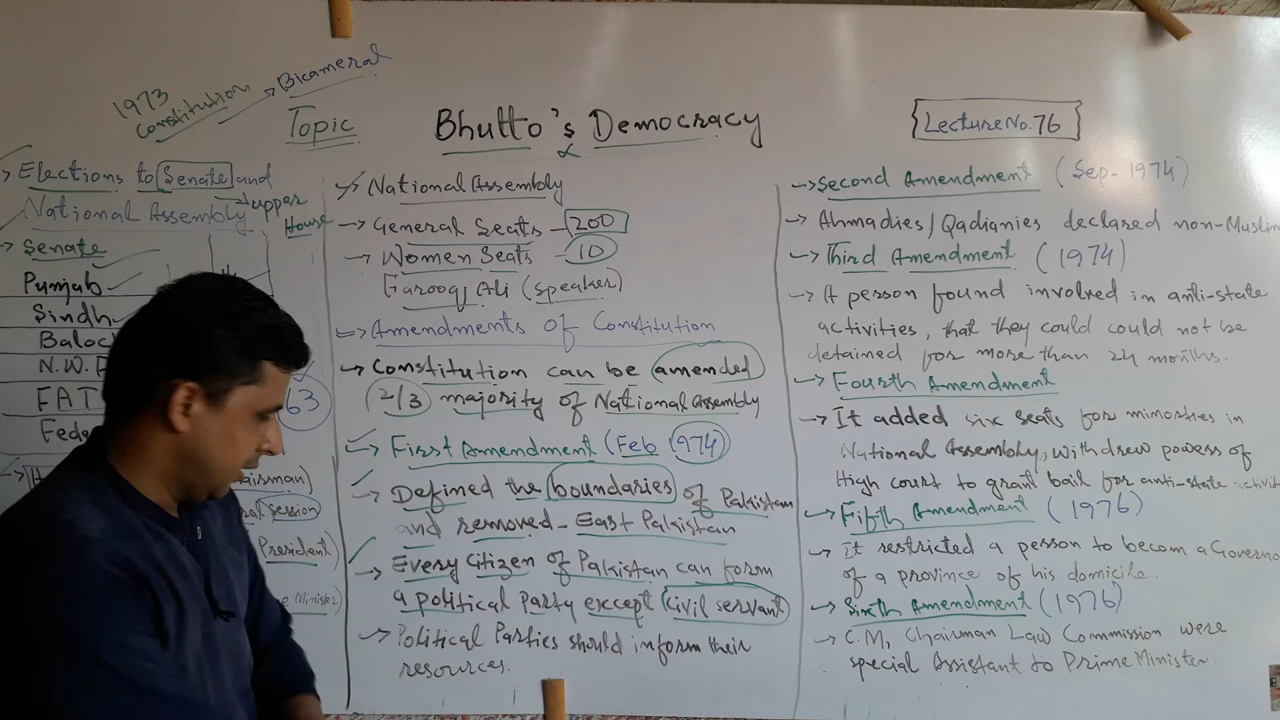 1973
Constitution
Bicameral
Topic
Bhutto's Democracy
Lecture No. 76
Elections to Senate and
National Assembly
upper
House
Senate
Punjab
Sindh
Baloc
N.W.
FAT
Fede
63
airman)
Session
President)
Minister)
National Assembly
General Seats - 200
Women Seats - 10
Farooq Ali (speaker)
Amendments of Constitution
Constitution can be amended
2/3 majority of National Assembly
First Amendment (Feb 1974)
Defined the boundaries of Pakistan
and removed - East Pakistan
Every Citizen of Pakistan can form
a political Party except civil servant
Political Parties should inform their
resources.
Second Amendment (Sep - 1974)
Ahmadies/Qadianies declared non-Muslim
Third Amendment (1974)
A person found involved in anti-state
activities, that they could could not be
detained for more than 24 months.
Fourth Amendment
It added six seats for minorties in
National Assembly, withdrew powers of
High court to grant bail for anti-state activit
Fifth Amendment (1976)
It restricted a person to becom a Governo
of a province of his domicile.
Sixth Amendment (1976)
C.M, Chairman Law Commission were
special Assistant to Prime Minister.